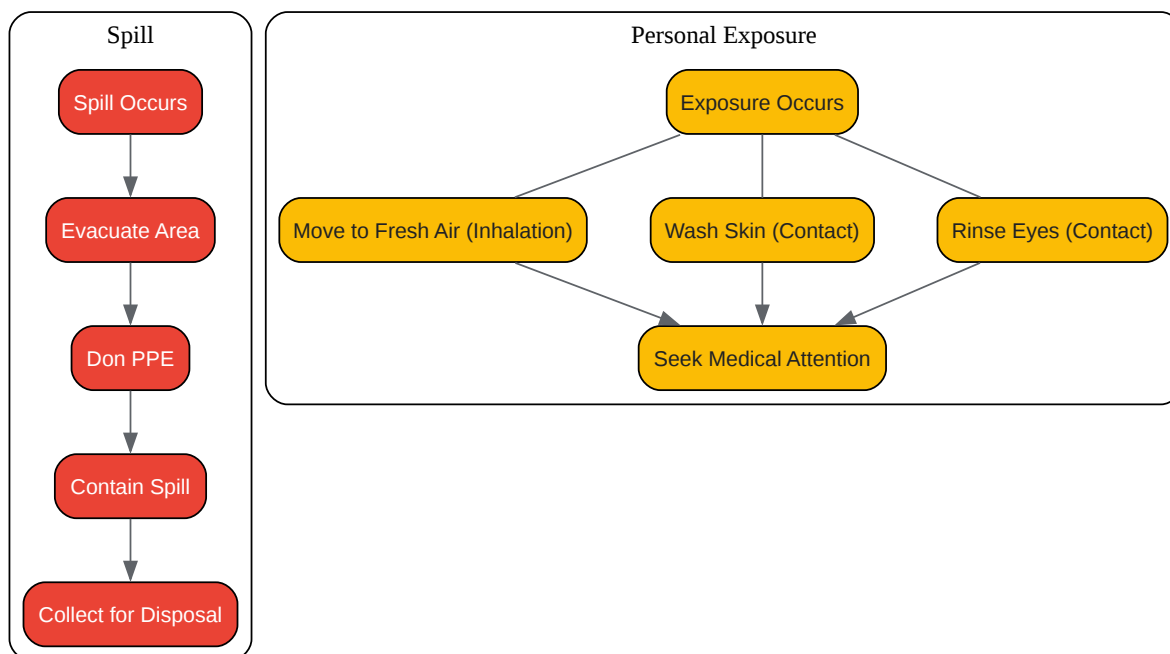 Spill
Spill Occurs
Evacuate Area
Don PPE
Contain Spill
Collect for Disposal
Personal Exposure
Exposure Occurs
Move to Fresh Air (Inhalation)
Wash Skin (Contact)
Rinse Eyes (Contact)
Seek Medical Attention